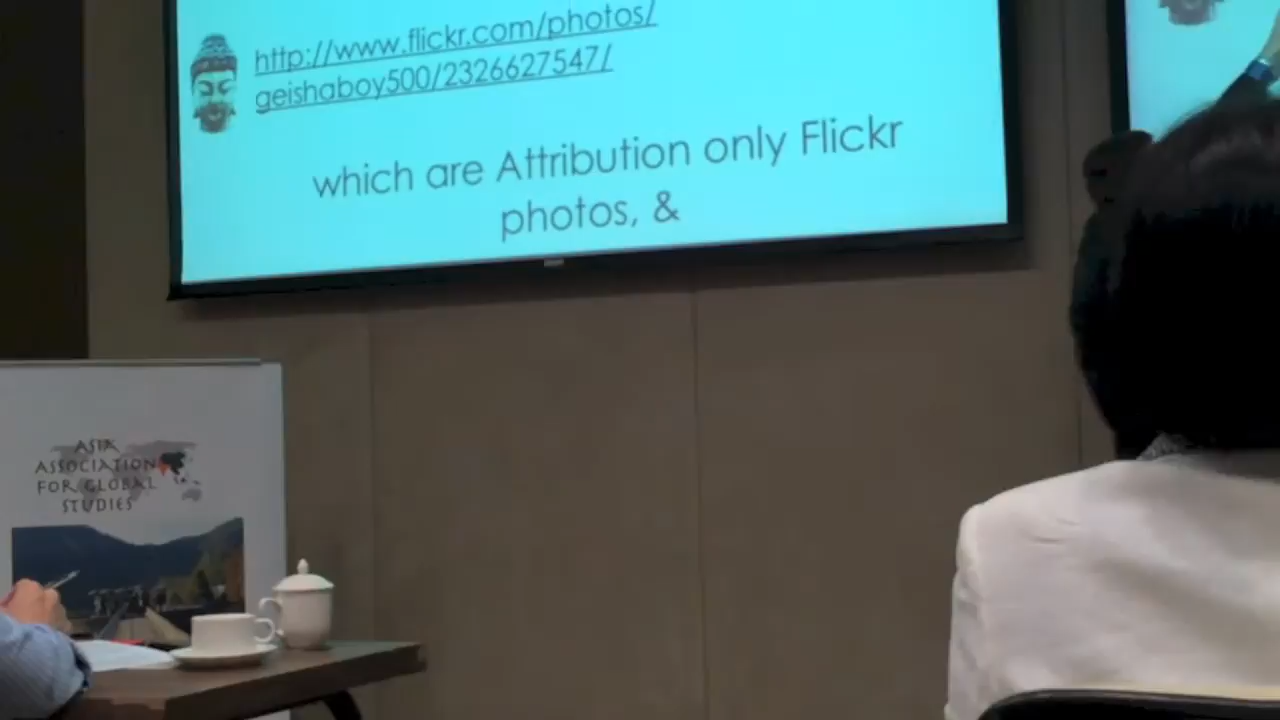 http://www.flickr.com/photos/
geishaboy500/2326627547/
which are Attribution only Flickr
photos, &
ASIA
ASSOCIATION
FOR GLOBAL
STUDIES